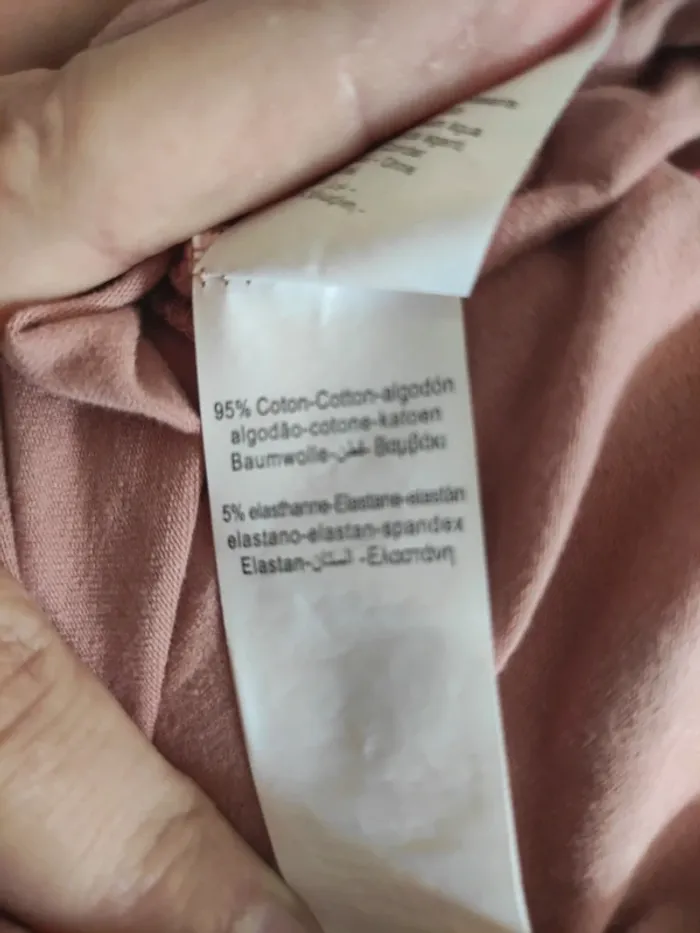 95% Coton-Cotton-algodón
algodão-cotone-katoen
Baumwolle-قطن-Βαμβάκι
5% elasthanne-Elastane-elastán
elastano-elastan-spandex
Elastan-الستان-Ελαστάνη